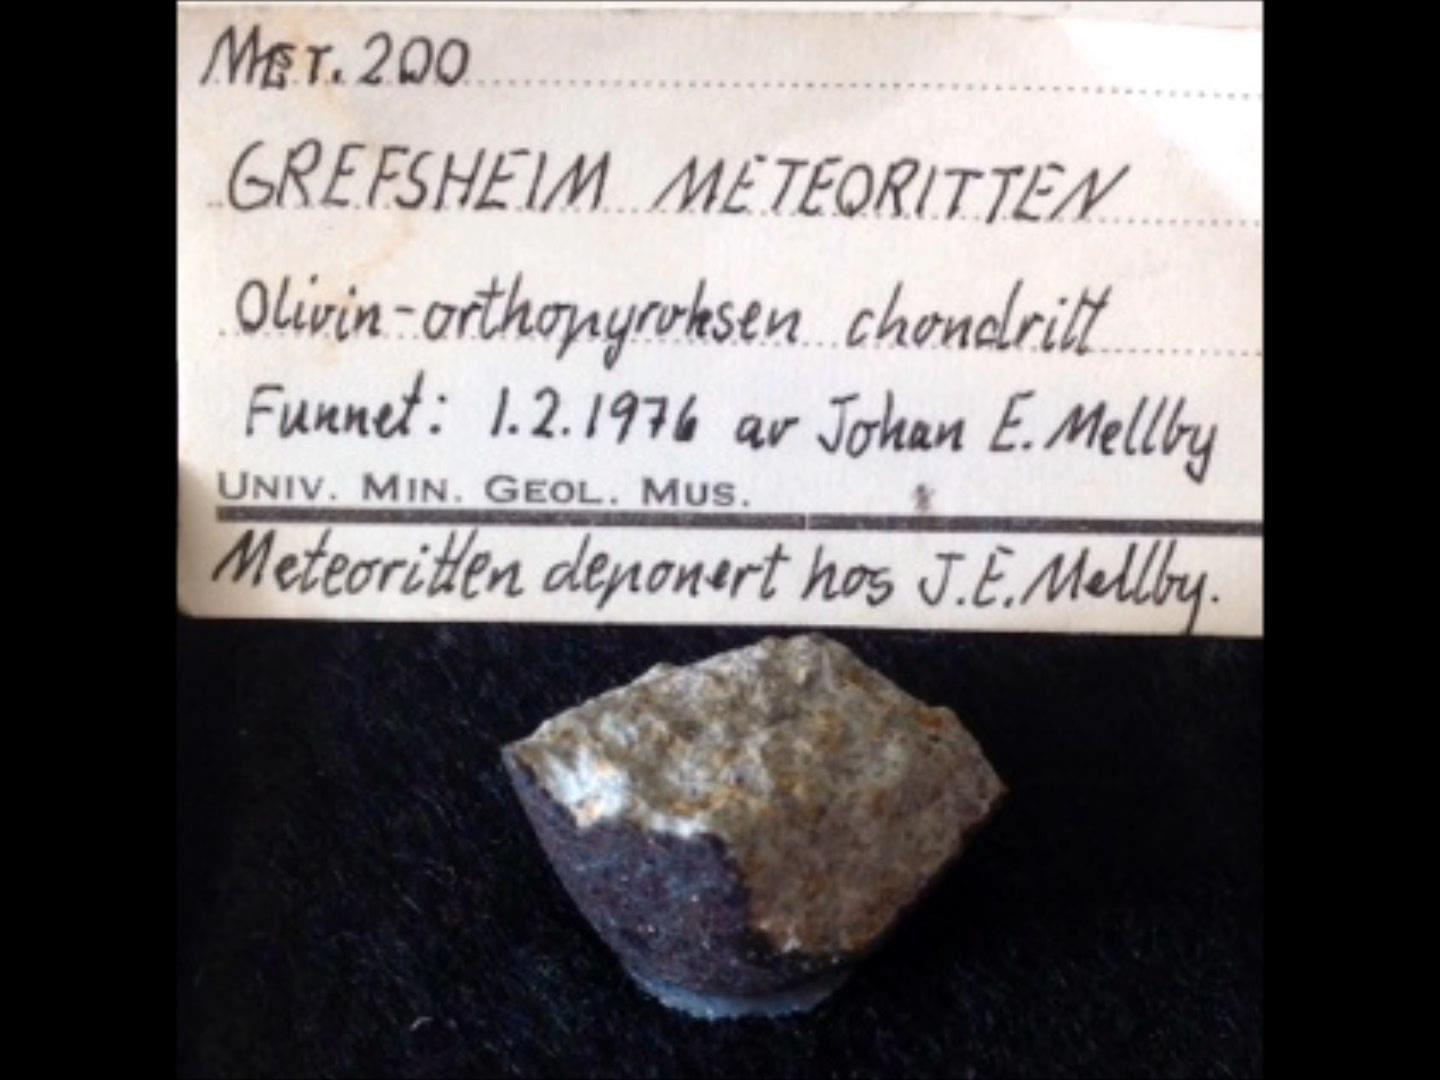 Met. 200
GREFSHEIM METEORITTEN
Olivin-orthopyroksen chondritt
Funnet: 1.2.1976 av Johan E. Mellby
UNIV. MIN. GEOL. MUS.
Meteoritten deponert hos J.E. Mellby.